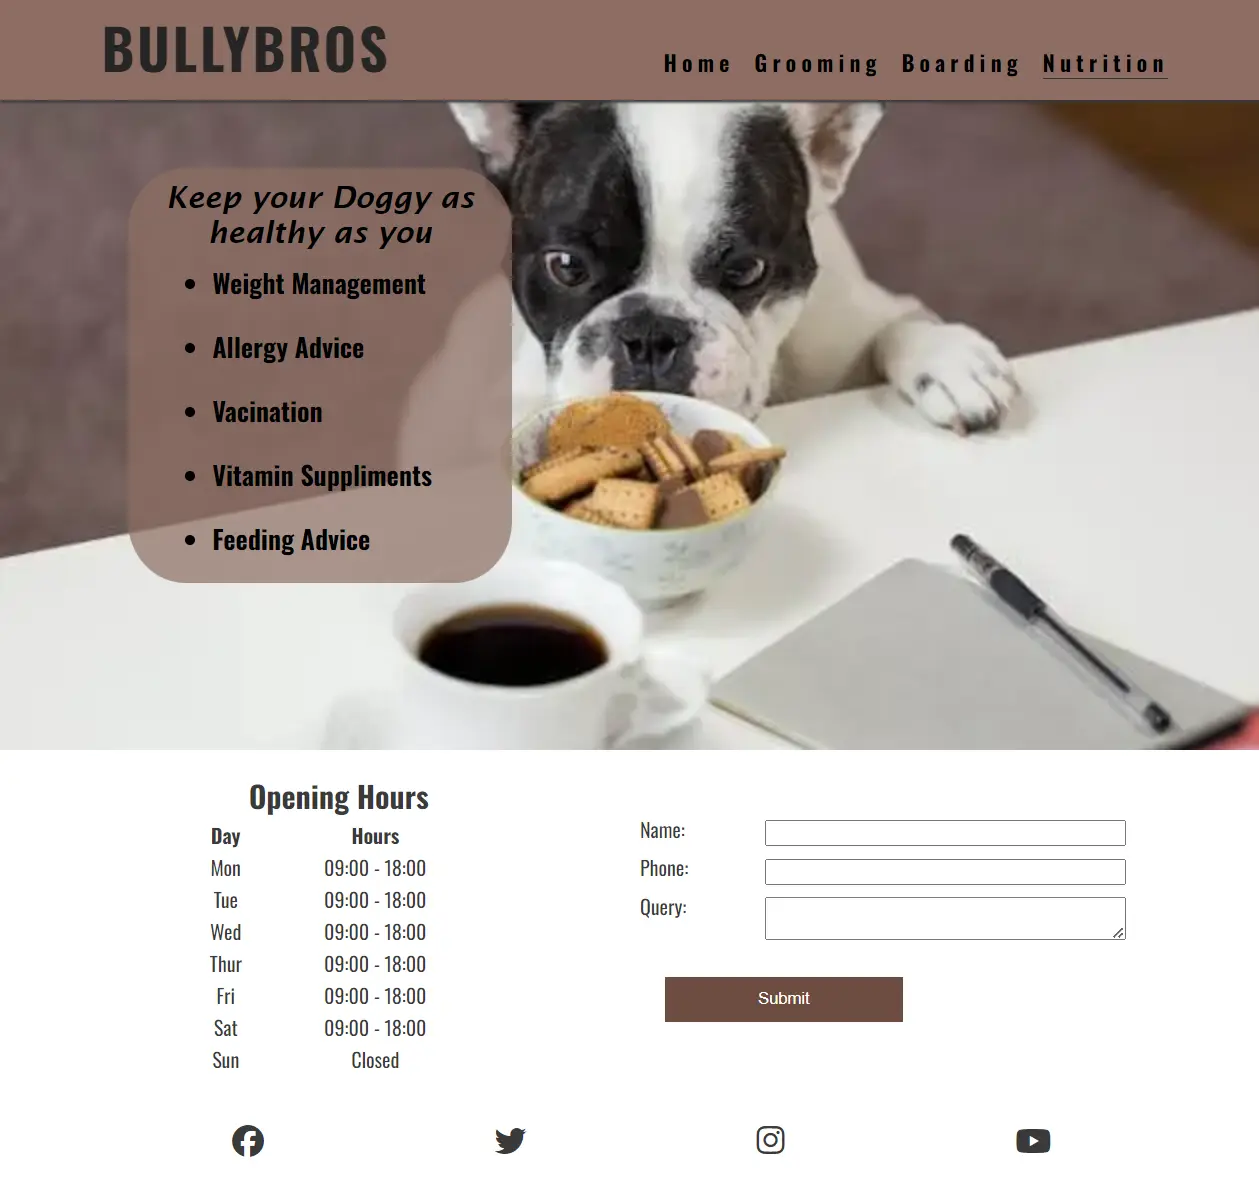 BULLYBROS
Home Grooming Boarding Nutrition
Keep your Doggy as
healthy as you
Weight Management
Allergy Advice
Vacination
Vitamin Suppliments
Feeding Advice
Opening Hours
Day Hours
Mon 09:00 - 18:00
Tue 09:00 - 18:00
Wed 09:00 - 18:00
Thur 09:00 - 18:00
Fri 09:00 - 18:00
Sat 09:00 - 18:00
Sun Closed
Name:
Phone:
Query:
Submit